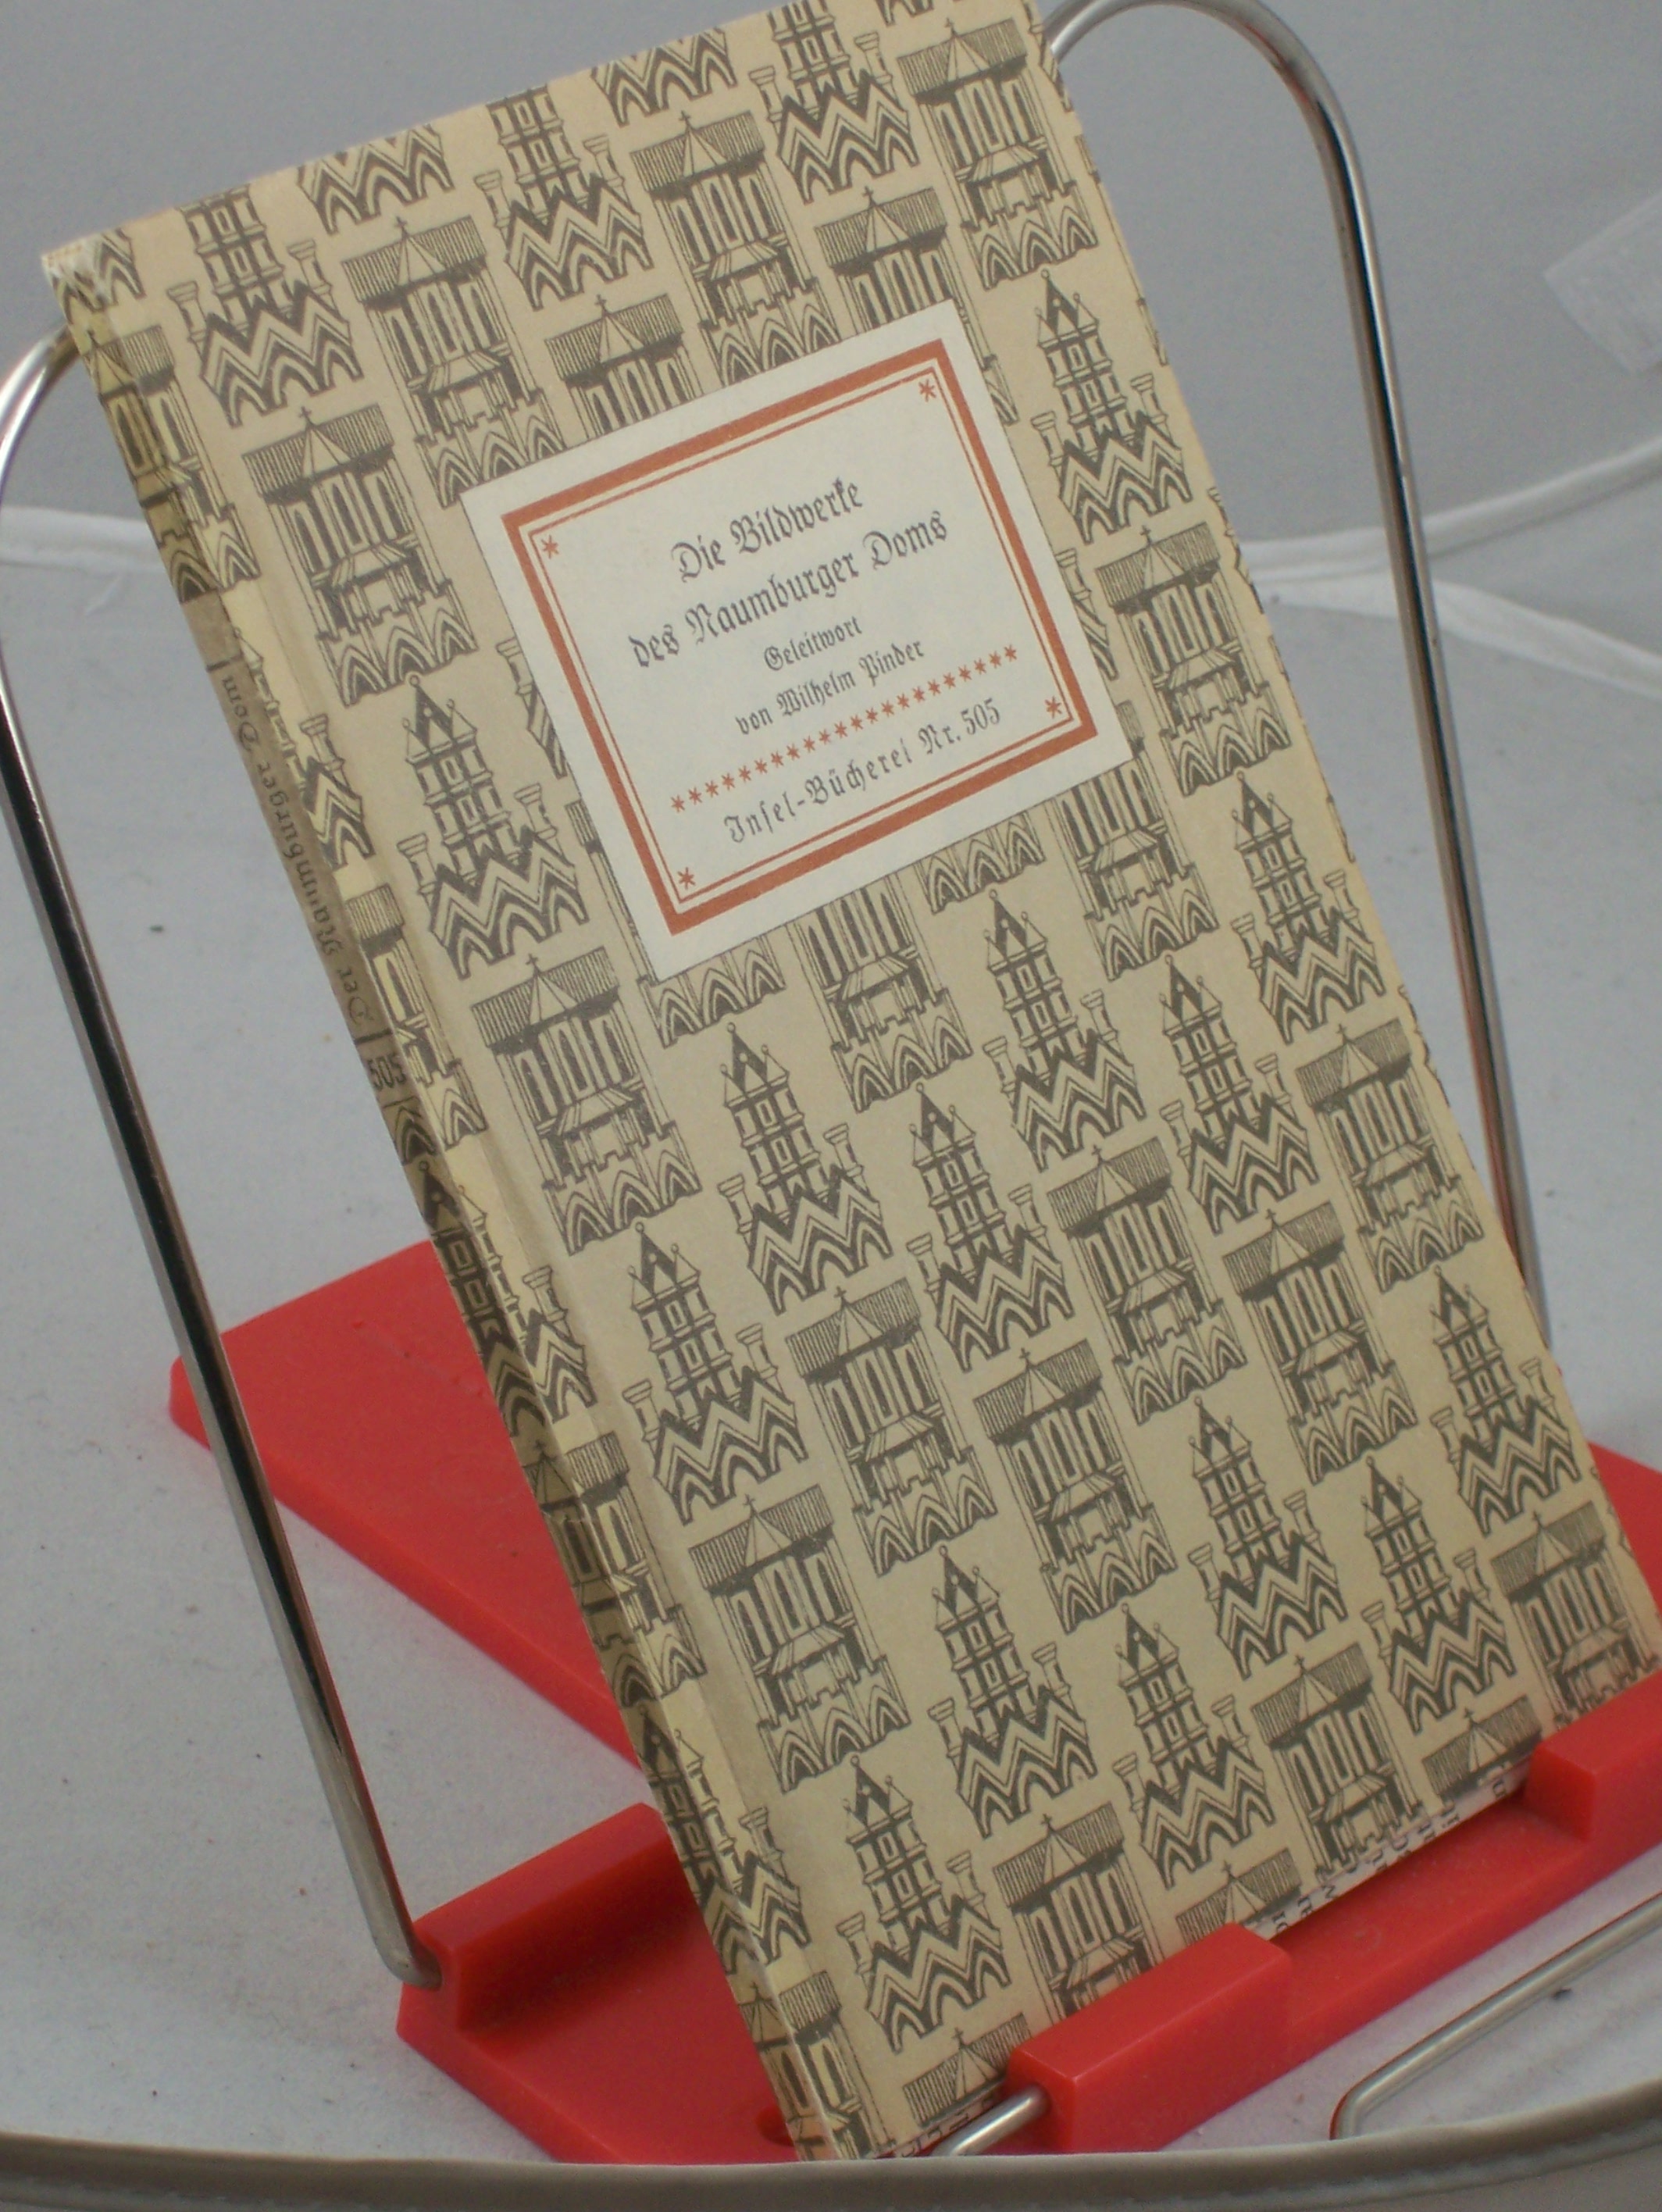 Die Bildwerke
des Naumburger Doms
Geleitwort
von Wilhelm Pinder
Insel-Bücherei Nr. 505
Der Naumburger Dom
505